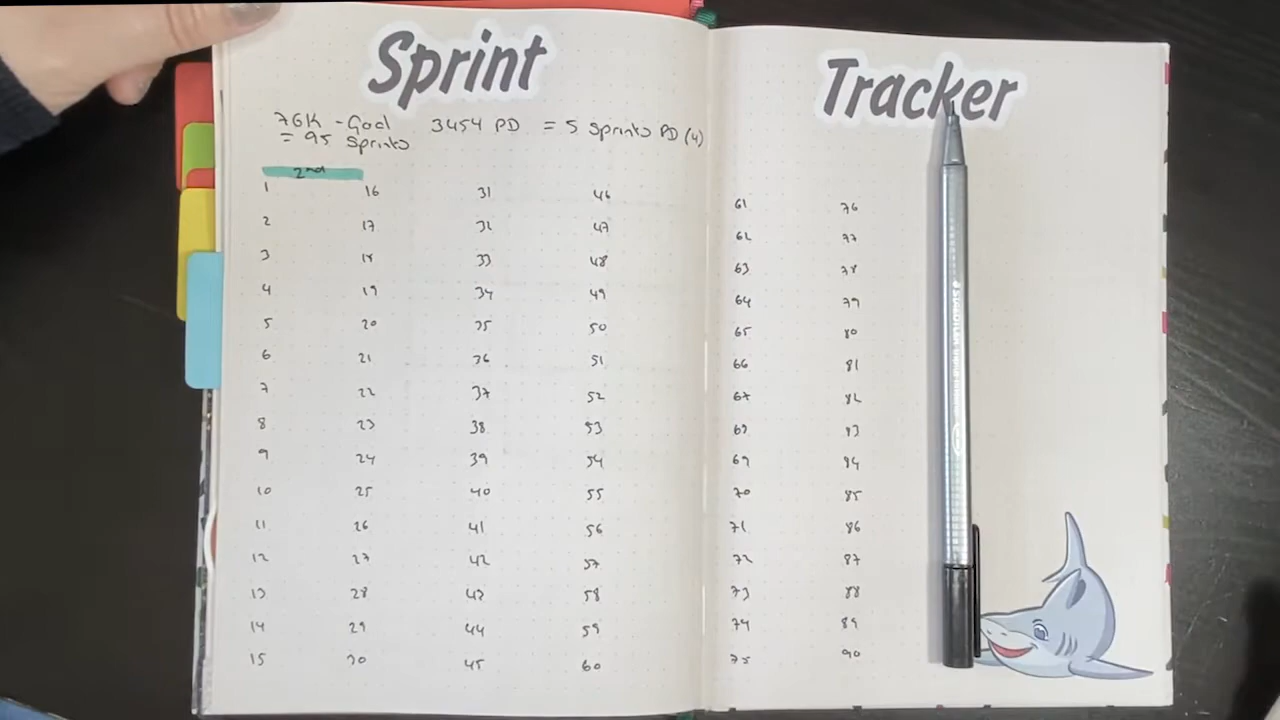 Sprint Tracker
76K - Goal 3454 PD = 5 Sprints PD (4)
= 95 Sprints
2nd
1 16 31 46 61 76
2 17 32 47 62 77
3 18 33 48 63 78
4 19 34 49 64 79
5 20 35 50 65 80
6 21 36 51 66 81
7 22 37 52 67 82
8 23 38 53 69 83
9 24 39 54 69 84
10 25 40 55 70 85
11 26 41 56 71 86
12 27 42 57 72 87
13 28 43 58 73 88
14 29 44 59 74 89
15 30 45 60 75 90